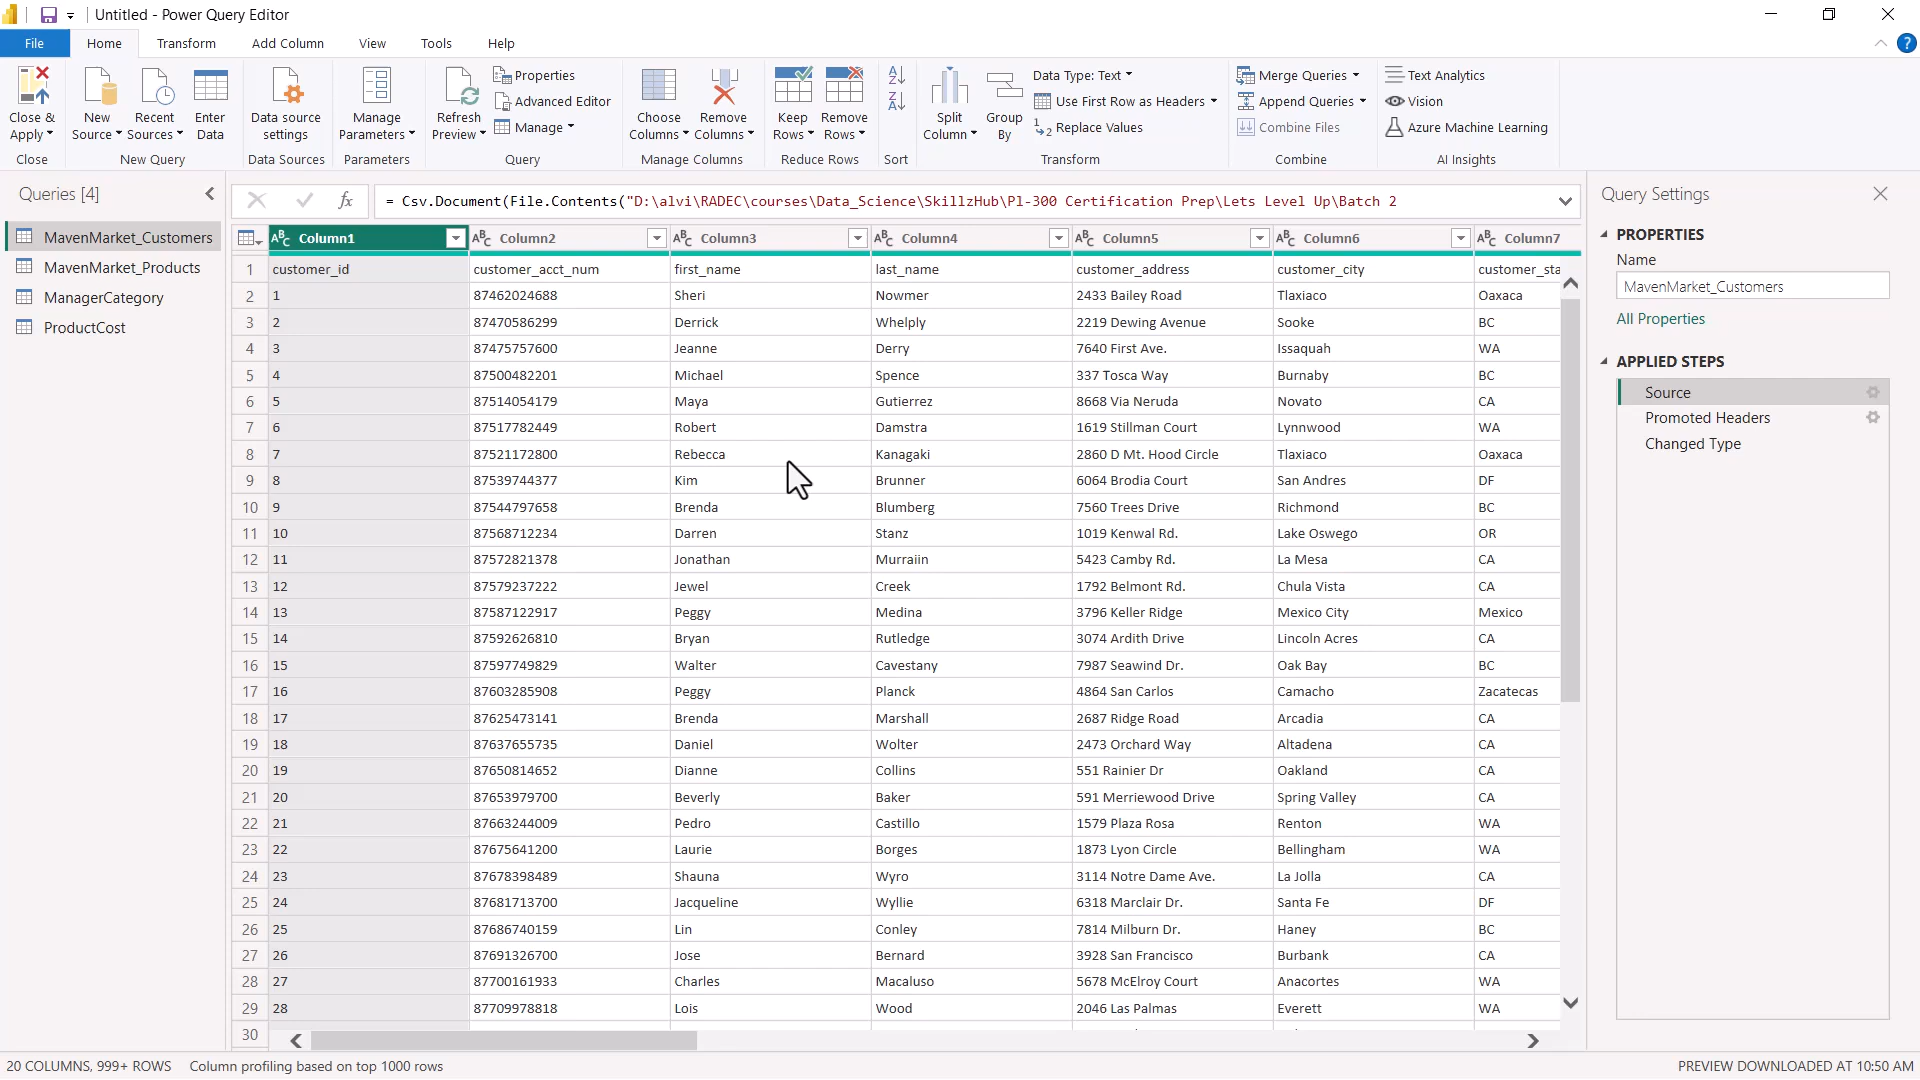 Untitled - Power Query Editor
File Home Transform Add Column View Tools Help
Close & Apply
New Source
Recent Sources
Enter Data
Data source settings
Manage Parameters
Refresh Preview
Properties
Advanced Editor
Manage
Choose Columns
Remove Columns
Keep Rows
Remove Rows
Split Column
Group By
Data Type: Text
Use First Row as Headers
Replace Values
Merge Queries
Append Queries
Combine Files
Text Analytics
Vision
Azure Machine Learning
Close New Query Data Sources Parameters Query Manage Columns Reduce Rows Sort Transform Combine AI Insights
Queries [4]
MavenMarket_Customers
MavenMarket_Products
ManagerCategory
ProductCost
= Csv.Document(File.Contents("D:\alvi\RADEC\courses\Data_Science\SkillzHub\Pl-300 Certification Prep\Lets Level Up\Batch 2
Column1 Column2 Column3 Column4 Column5 Column6 Column7
1 customer_id customer_acct_num first_name last_name customer_address customer_city customer_sta
2 1 87462024688 Sheri Nowmer 2433 Bailey Road Tlaxiaco Oaxaca
3 2 87470586299 Derrick Whelply 2219 Dewing Avenue Sooke BC
4 3 87475757600 Jeanne Derry 7640 First Ave. Issaquah WA
5 4 87500482201 Michael Spence 337 Tosca Way Burnaby BC
6 5 87514054179 Maya Gutierrez 8668 Via Neruda Novato CA
7 6 87517782449 Robert Damstra 1619 Stillman Court Lynnwood WA
8 7 87521172800 Rebecca Kanagaki 2860 D Mt. Hood Circle Tlaxiaco Oaxaca
9 8 87539744377 Kim Brunner 6064 Brodia Court San Andres DF
10 9 87544797658 Brenda Blumberg 7560 Trees Drive Richmond BC
11 10 87568712234 Darren Stanz 1019 Kenwal Rd. Lake Oswego OR
12 11 87572821378 Jonathan Murraiin 5423 Camby Rd. La Mesa CA
13 12 87579237222 Jewel Creek 1792 Belmont Rd. Chula Vista CA
14 13 87587122917 Peggy Medina 3796 Keller Ridge Mexico City Mexico
15 14 87592626810 Bryan Rutledge 3074 Ardith Drive Lincoln Acres CA
16 15 87597749829 Walter Cavestany 7987 Seawind Dr. Oak Bay BC
17 16 87603285908 Peggy Planck 4864 San Carlos Camacho Zacatecas
18 17 87625473141 Brenda Marshall 2687 Ridge Road Arcadia CA
19 18 87637655735 Daniel Wolter 2473 Orchard Way Altadena CA
20 19 87650814652 Dianne Collins 551 Rainier Dr Oakland CA
21 20 87653979700 Beverly Baker 591 Merriewood Drive Spring Valley CA
22 21 87663244009 Pedro Castillo 1579 Plaza Rosa Renton WA
23 22 87675641200 Laurie Borges 1873 Lyon Circle Bellingham WA
24 23 87678398489 Shauna Wyro 3114 Notre Dame Ave. La Jolla CA
25 24 87681713700 Jacqueline Wyllie 6318 Marclair Dr. Santa Fe DF
26 25 87686740159 Lin Conley 7814 Milburn Dr. Haney BC
27 26 87691326700 Jose Bernard 3928 San Francisco Burbank CA
28 27 87700161933 Charles Macaluso 5678 McElroy Court Anacortes WA
29 28 87709978818 Lois Wood 2046 Las Palmas Everett WA
30
Query Settings
PROPERTIES
Name
MavenMarket_Customers
All Properties
APPLIED STEPS
Source
Promoted Headers
Changed Type
20 COLUMNS, 999+ ROWS Column profiling based on top 1000 rows PREVIEW DOWNLOADED AT 10:50 AM